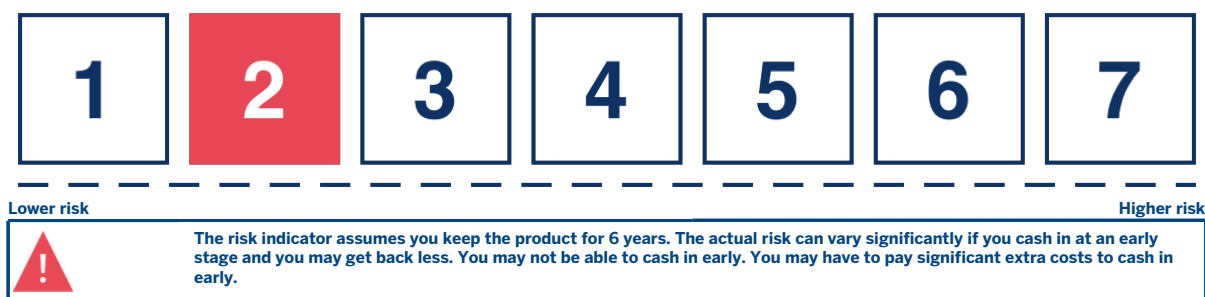 1 2 3 4 5 6 7
Lower risk Higher risk
!
The risk indicator assumes you keep the product for 6 years. The actual risk can vary significantly if you cash in at an early
stage and you may get back less. You may not be able to cash in early. You may have to pay significant extra costs to cash in
early.